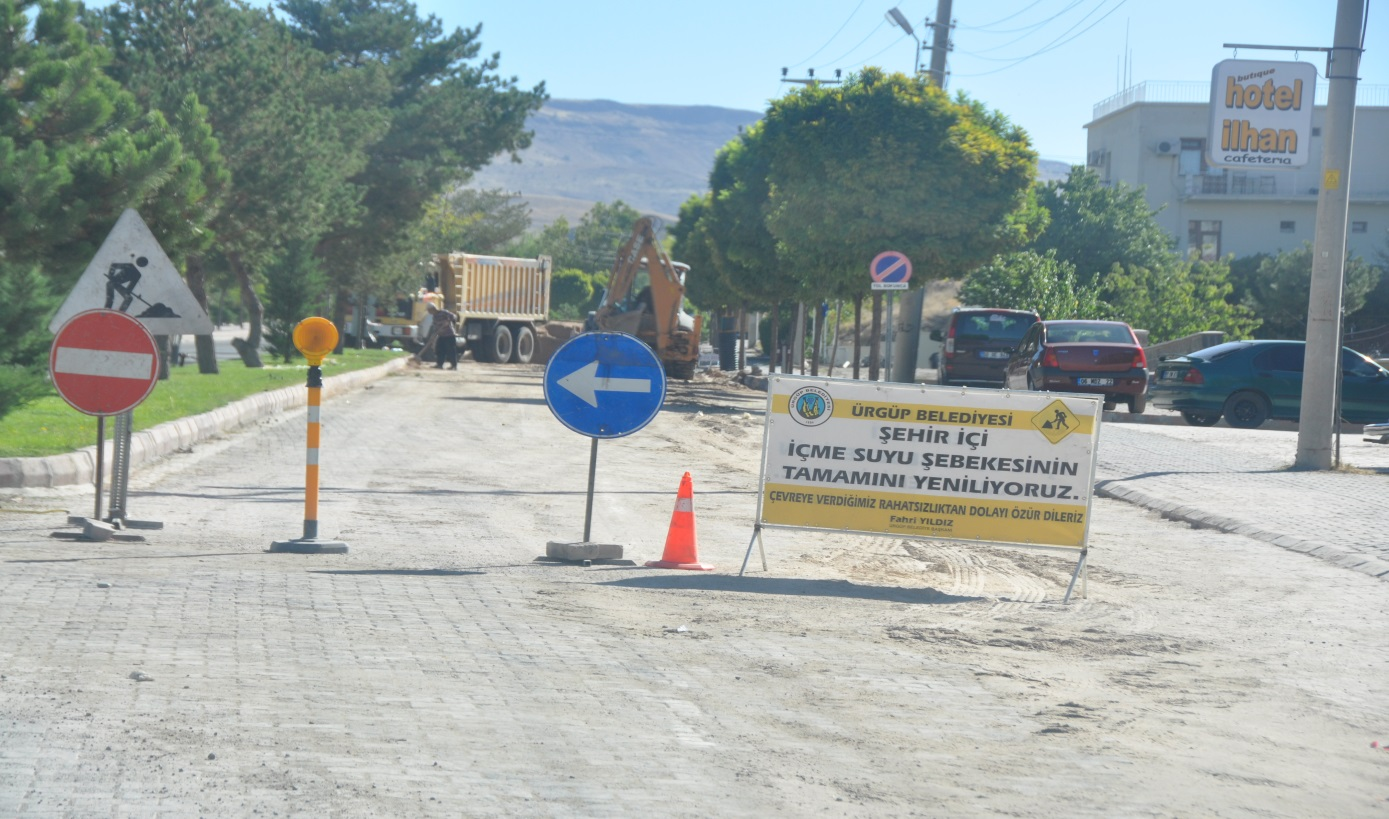 butique
hotel
ilhan
cafeteria
ÜRGÜP BELEDİYESİ
ŞEHİR İÇİ
İÇME SUYU ŞEBEKESİNİN
TAMAMINI YENİLİYORUZ.
ÇEVREYE VERDİĞİMİZ RAHATSIZLIKTAN DOLAYI ÖZÜR DİLERİZ
Fahri YILDIZ